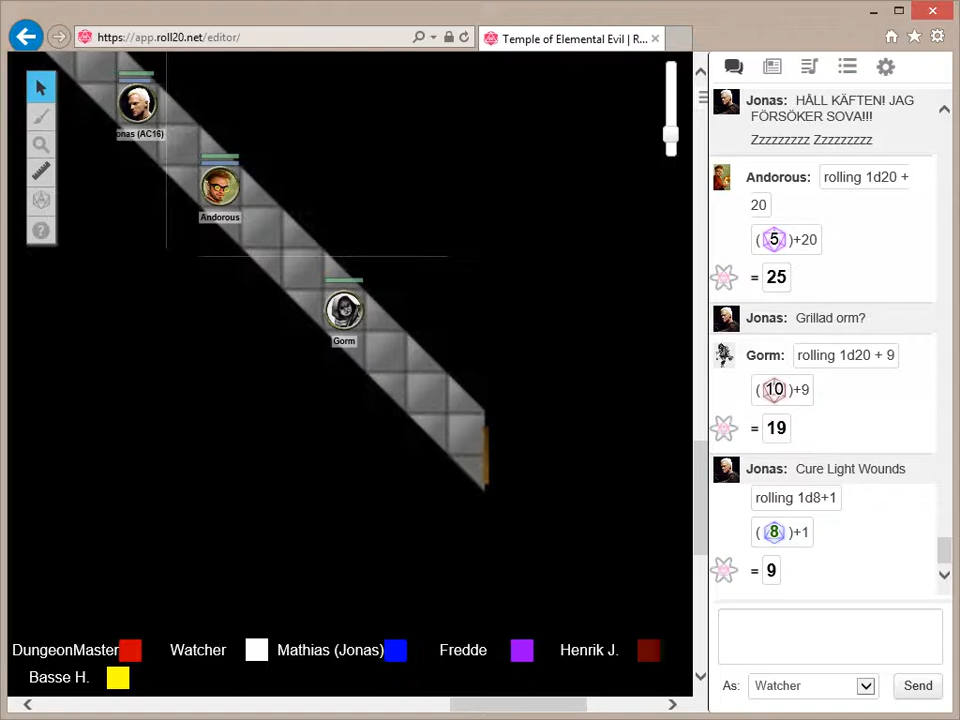 https://app.roll20.net/editor/
Temple of Elemental Evil | R...
onas (AC16)
Andorous
Gorm
Jonas: HÅLL KÄFTEN! JAG
FÖRSÖKER SOVA!!!
Zzzzzzzzz Zzzzzzzzz
Andorous: rolling 1d20 +
20
(5)+20
= 25
Jonas: Grillad orm?
Gorm: rolling 1d20 + 9
(10)+9
= 19
Jonas: Cure Light Wounds
rolling 1d8+1
(8)+1
= 9
DungeonMaster Watcher Mathias (Jonas) Fredde Henrik J.
Basse H.
As: Watcher Send